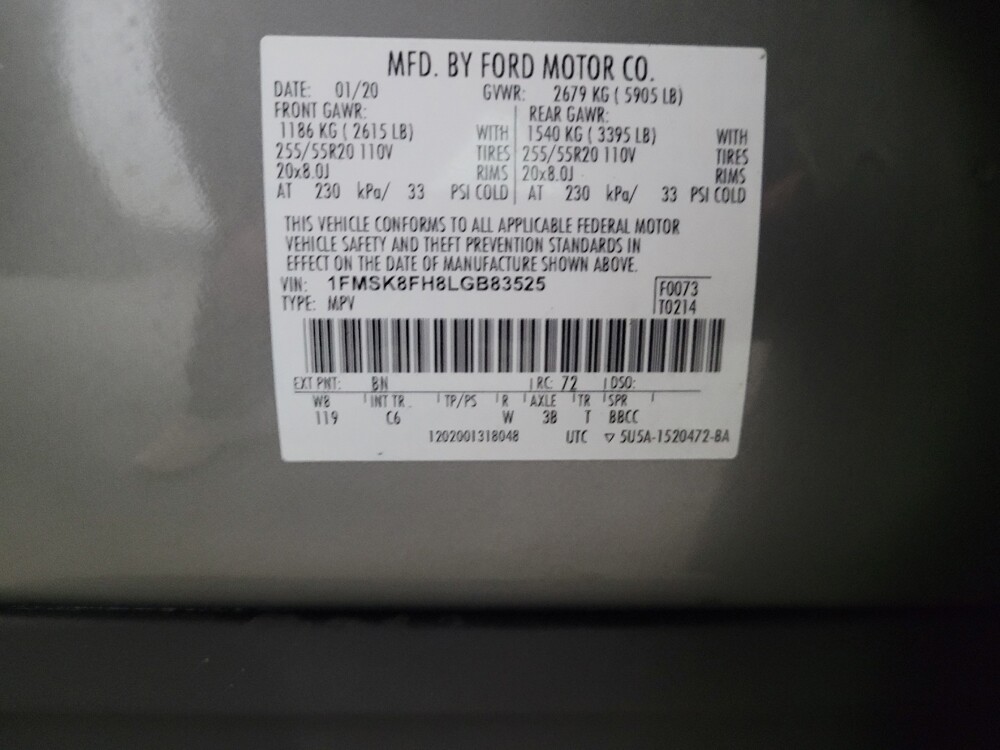 MFD. BY FORD MOTOR CO.
DATE: 01/20 GVWR: 2679 KG ( 5905 LB)
FRONT GAWR: REAR GAWR:
1186 KG ( 2615 LB) WITH 1540 KG ( 3395 LB) WITH
255/55R20 110V TIRES 255/55R20 110V TIRES
20x8.0J RIMS 20x8.0J RIMS
AT 230 kPa/ 33 PSI COLD AT 230 kPa/ 33 PSI COLD
THIS VEHICLE CONFORMS TO ALL APPLICABLE FEDERAL MOTOR
VEHICLE SAFETY AND THEFT PREVENTION STANDARDS IN
EFFECT ON THE DATE OF MANUFACTURE SHOWN ABOVE.
VIN: 1FMSK8FH8LGB83525 F0073
TYPE: MPV T0214
EXT PNT: BN RC: 72 DSO:
WB INT TR TP/PS R AXLE TR SPR
119 C6 W 3B T BBCC
1202001318048 UTC ▽ 5U5A-1520472-BA